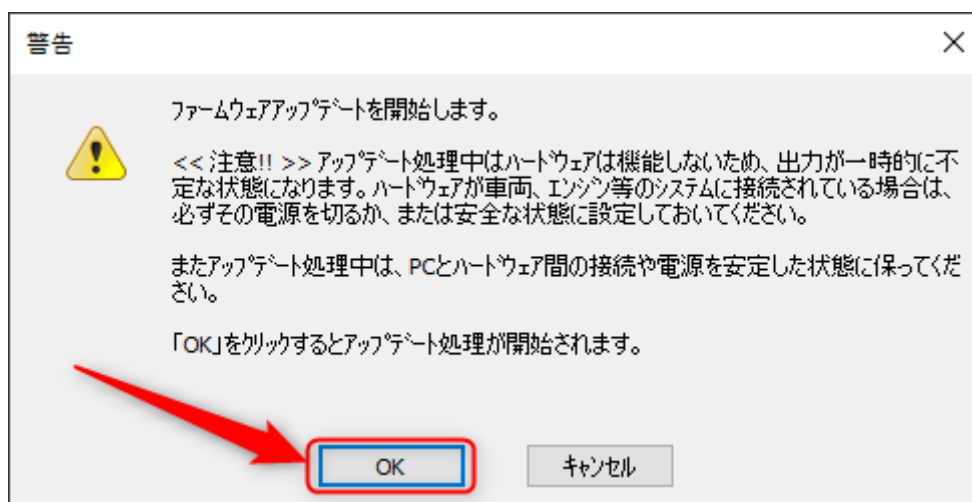 警告
ファームウェアアップデートを開始します。
<< 注意!! >> アップデート処理中はハードウェアは機能しないため、出力が一時的に不
定な状態になります。ハードウェアが車両、エンジン等のシステムに接続されている場合は、
必ずその電源を切るか、または安全な状態に設定しておいてください。
またアップデート処理中は、PCとハードウェア間の接続や電源を安定した状態に保ってくだ
さい。
「OK」をクリックするとアップデート処理が開始されます。
OK
キャンセル